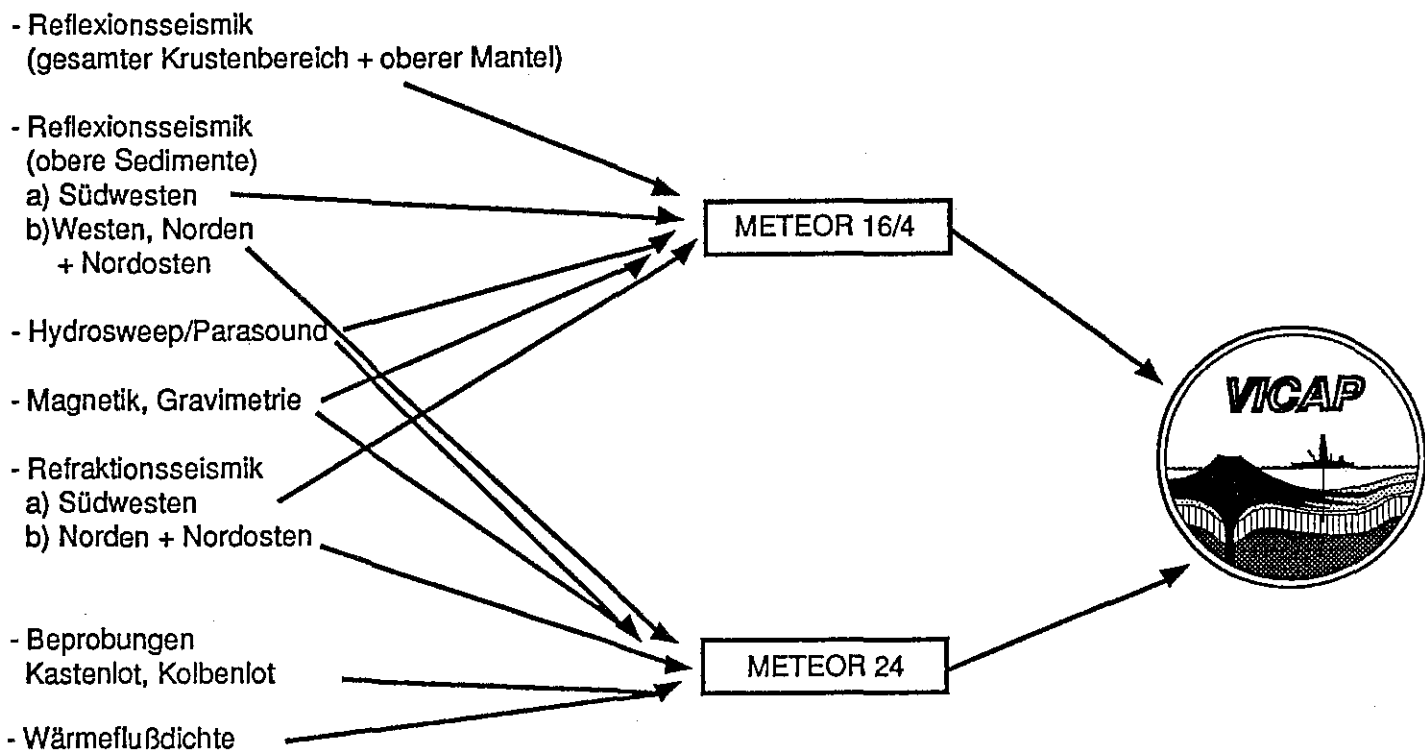 - Reflexionsseismik
(gesamter Krustenbereich + oberer Mantel)
- Reflexionsseismik
(obere Sedimente)
a) Südwesten
b)Westen, Norden
+ Nordosten
- Hydrosweep/Parasound
- Magnetik, Gravimetrie
- Refraktionsseismik
a) Südwesten
b) Norden + Nordosten
- Beprobungen
Kastenlot, Kolbenlot
- Wärmeflußdichte
METEOR 16/4
METEOR 24
VICAP